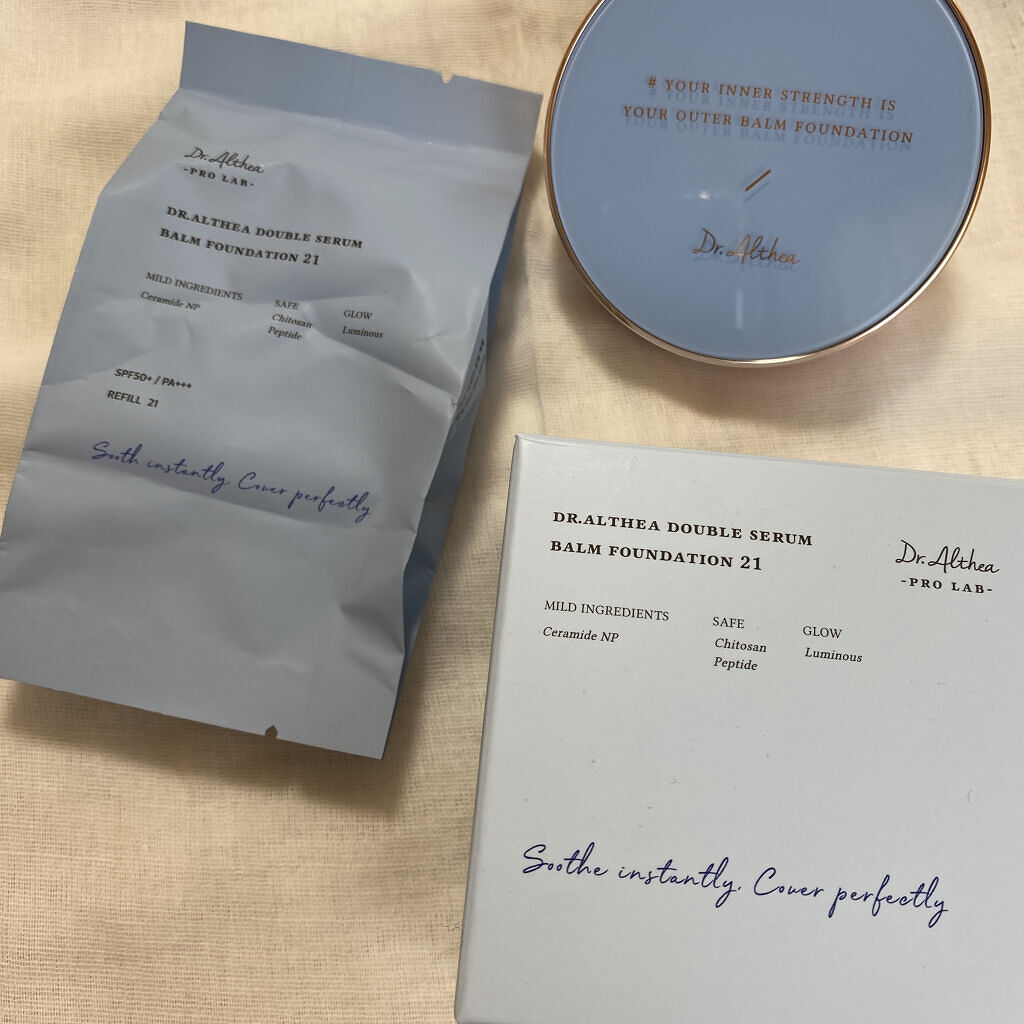 Dr.Althea
-PRO LAB-
DR.ALTHEA DOUBLE SERUM
BALM FOUNDATION 21
MILD INGREDIENTS
Ceramide NP
SAFE
Chitosan
Peptide
GLOW
Luminous
SPF50+ / PA+++
REFILL 21
Sooth instantly. Cover perfectly
# YOUR INNER STRENGTH IS
YOUR OUTER BALM FOUNDATION
Dr.Althea
DR.ALTHEA DOUBLE SERUM
BALM FOUNDATION 21
Dr.Althea
-PRO LAB-
MILD INGREDIENTS
Ceramide NP
SAFE
Chitosan
Peptide
GLOW
Luminous
Soothe instantly. Cover perfectly